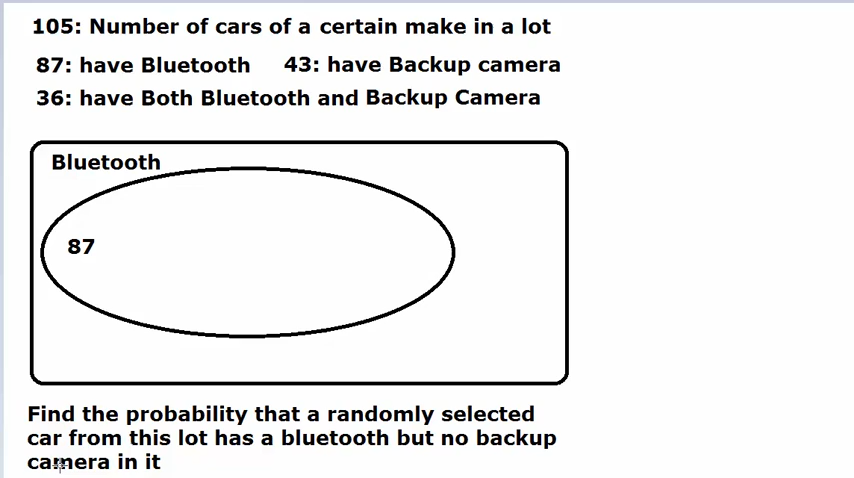 105: Number of cars of a certain make in a lot
87: have Bluetooth 43: have Backup camera
36: have Both Bluetooth and Backup Camera
Bluetooth
87
Find the probability that a randomly selected
car from this lot has a bluetooth but no backup
camera in it